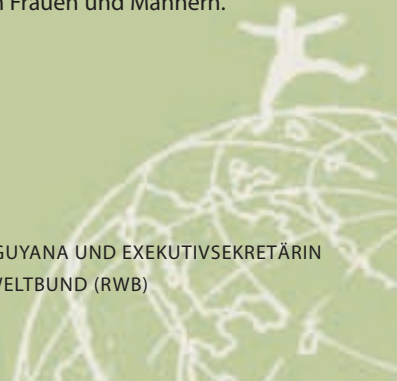 Frauen und Männern.
GUYANA UND EXEKUTIVSEKRETÄRIN
WELTBUND (RWB)